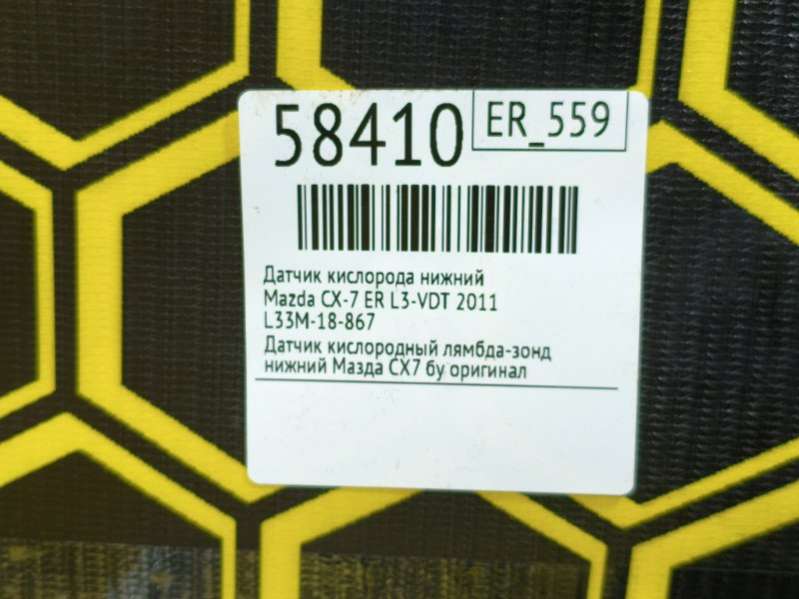 58410
ER_559
Датчик кислорода нижний
Mazda CX-7 ER L3-VDT 2011
L33M-18-867
Датчик кислородный лямбда-зонд
нижний Мазда СХ7 бу оригинал